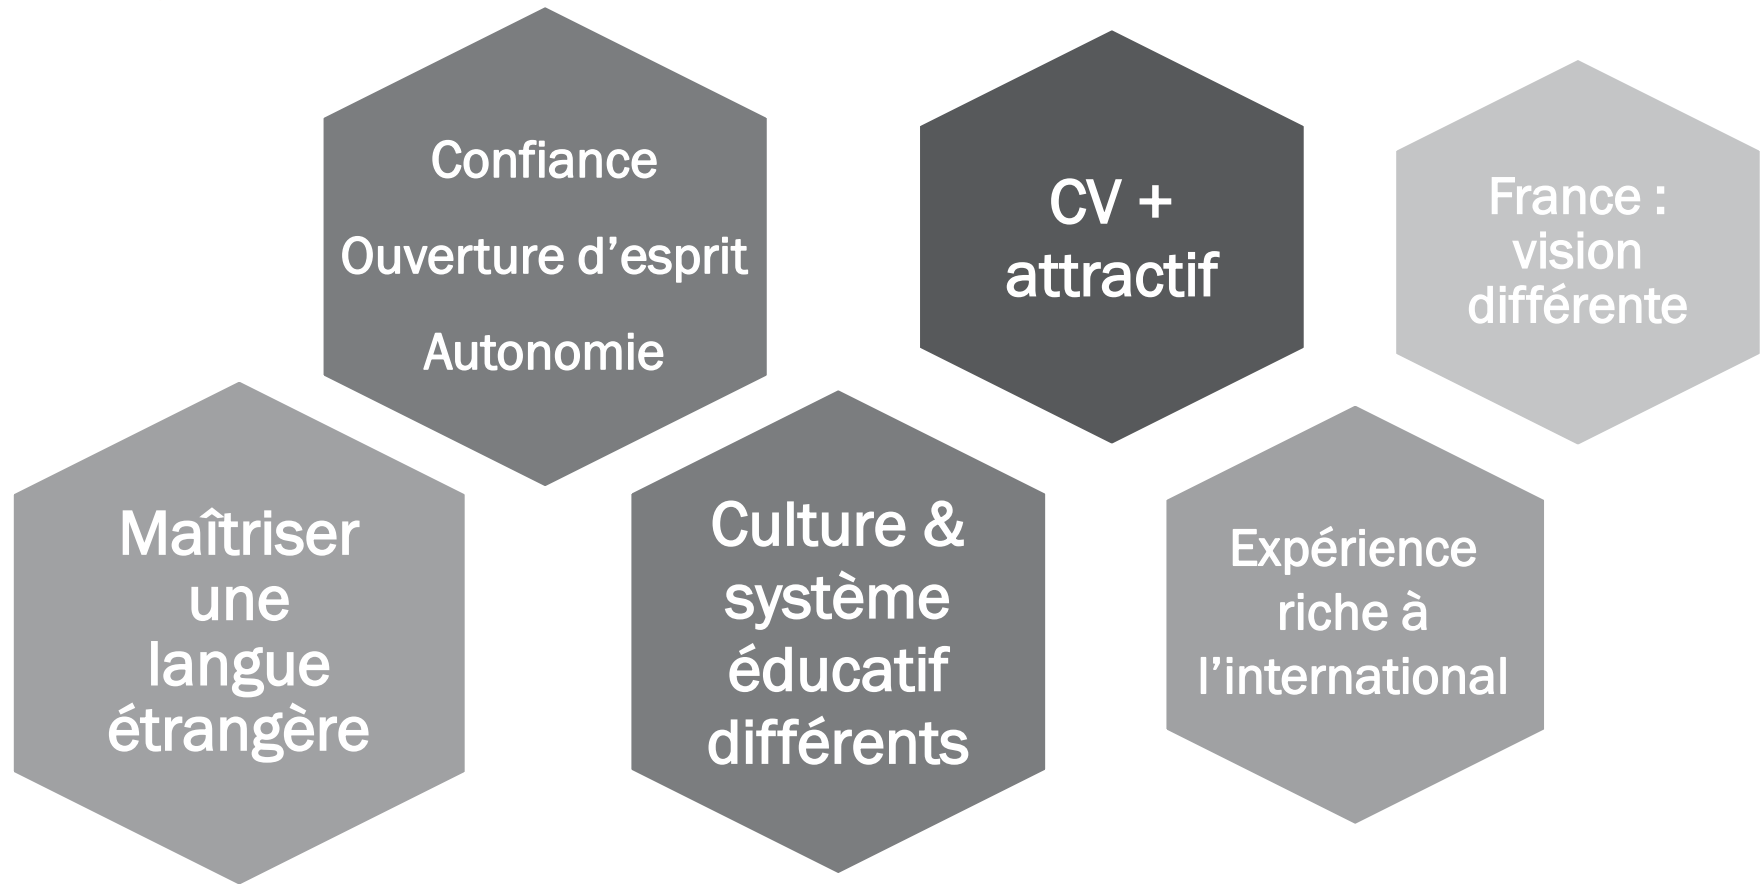 Confiance
Ouverture d’esprit
Autonomie
CV +
attractif
France :
vision
différente
Maîtriser
une
langue
étrangère
Culture &
système
éducatif
différents
Expérience
riche à
l’international